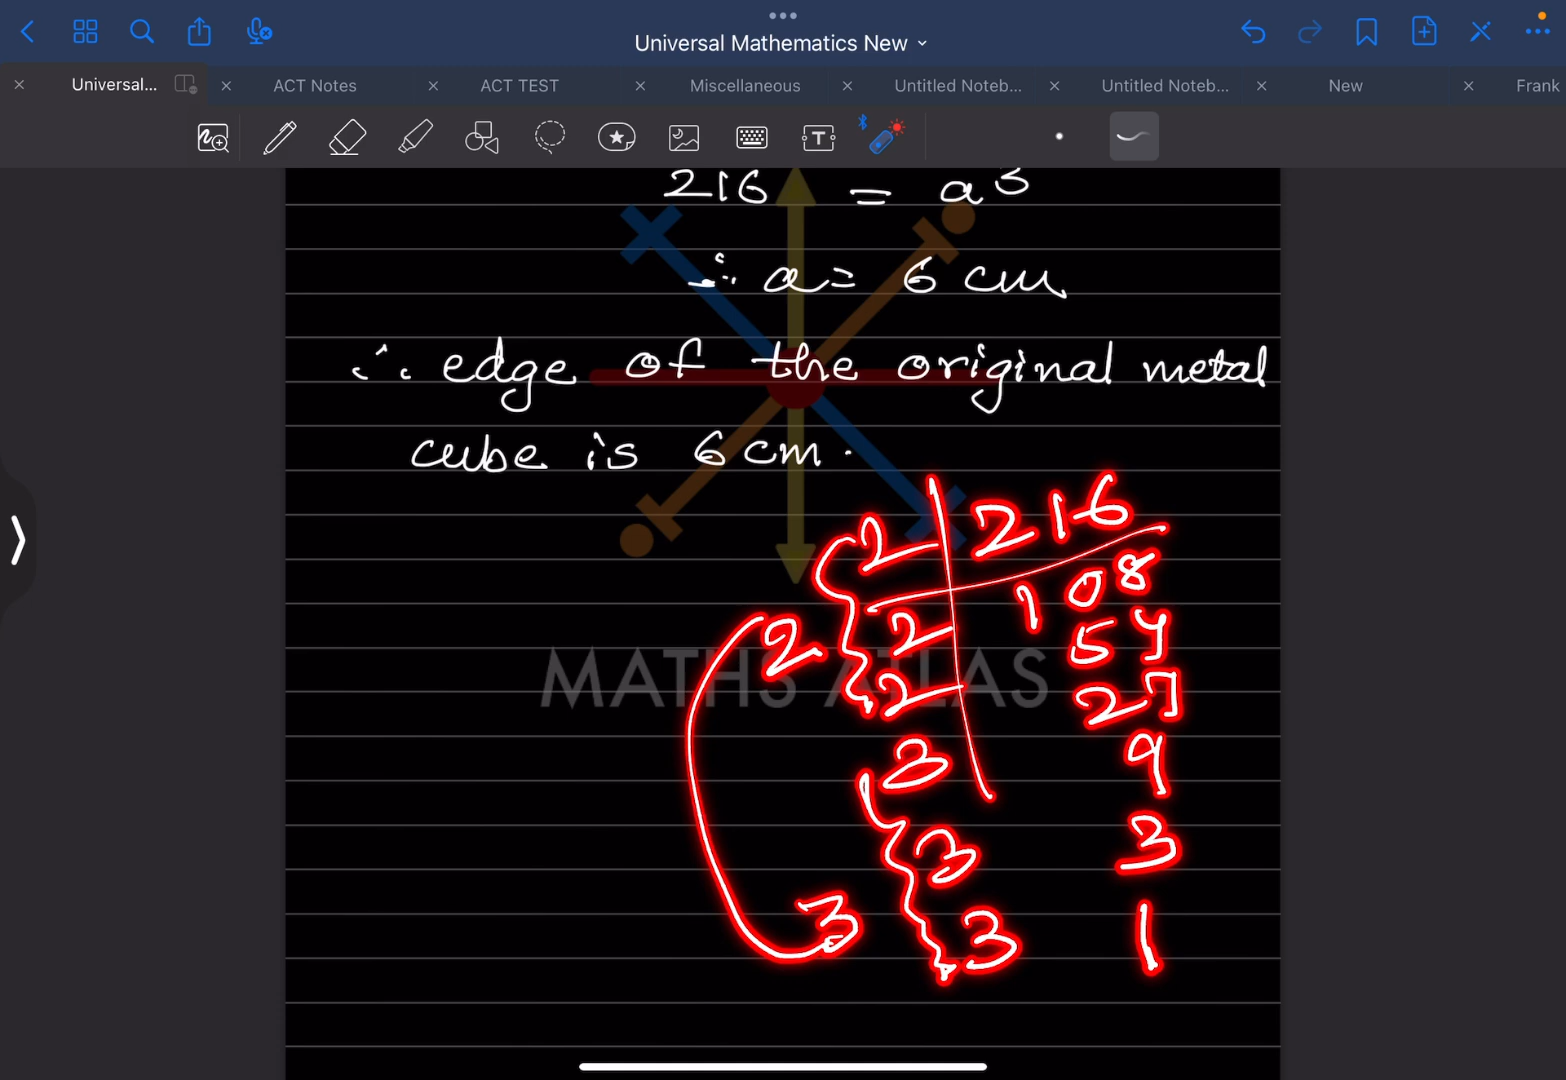 Universal Mathematics New
Universal... ACT Notes ACT TEST Miscellaneous Untitled Noteb... Untitled Noteb... New Frank
216 = a³
∴ a = 6 cm
∴ edge of the original metal
cube is 6 cm.
2 216
2 108
2 54
2 27
3 9
3 3
3 1
2
3
MATHS ATLAS